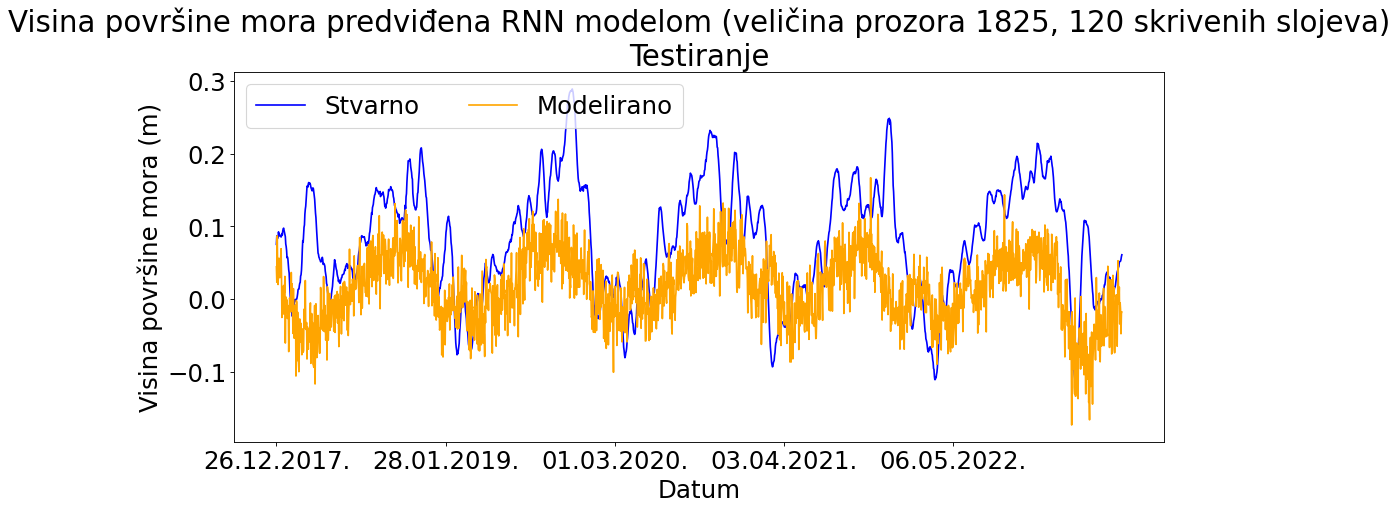 Visina površine mora predviđena RNN modelom (veličina prozora 1825, 120 skrivenih slojeva)
Testiranje
Stvarno Modelirano
Visina površine mora (m)
0.3
0.2
0.1
0.0
−0.1
26.12.2017. 28.01.2019. 01.03.2020. 03.04.2021. 06.05.2022.
Datum